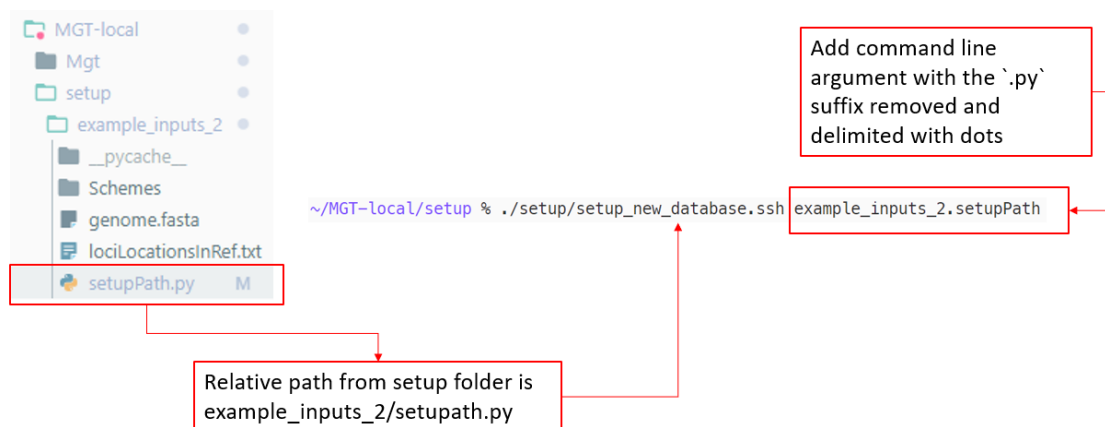 MGT-local
Mgt
setup
example_inputs_2
__pycache__
Schemes
genome.fasta
lociLocationsInRef.txt
setupPath.py M
Add command line
argument with the `.py`
suffix removed and
delimited with dots
~/MGT-local/setup % ./setup/setup_new_database.ssh example_inputs_2.setupPath
Relative path from setup folder is
example_inputs_2/setupath.py